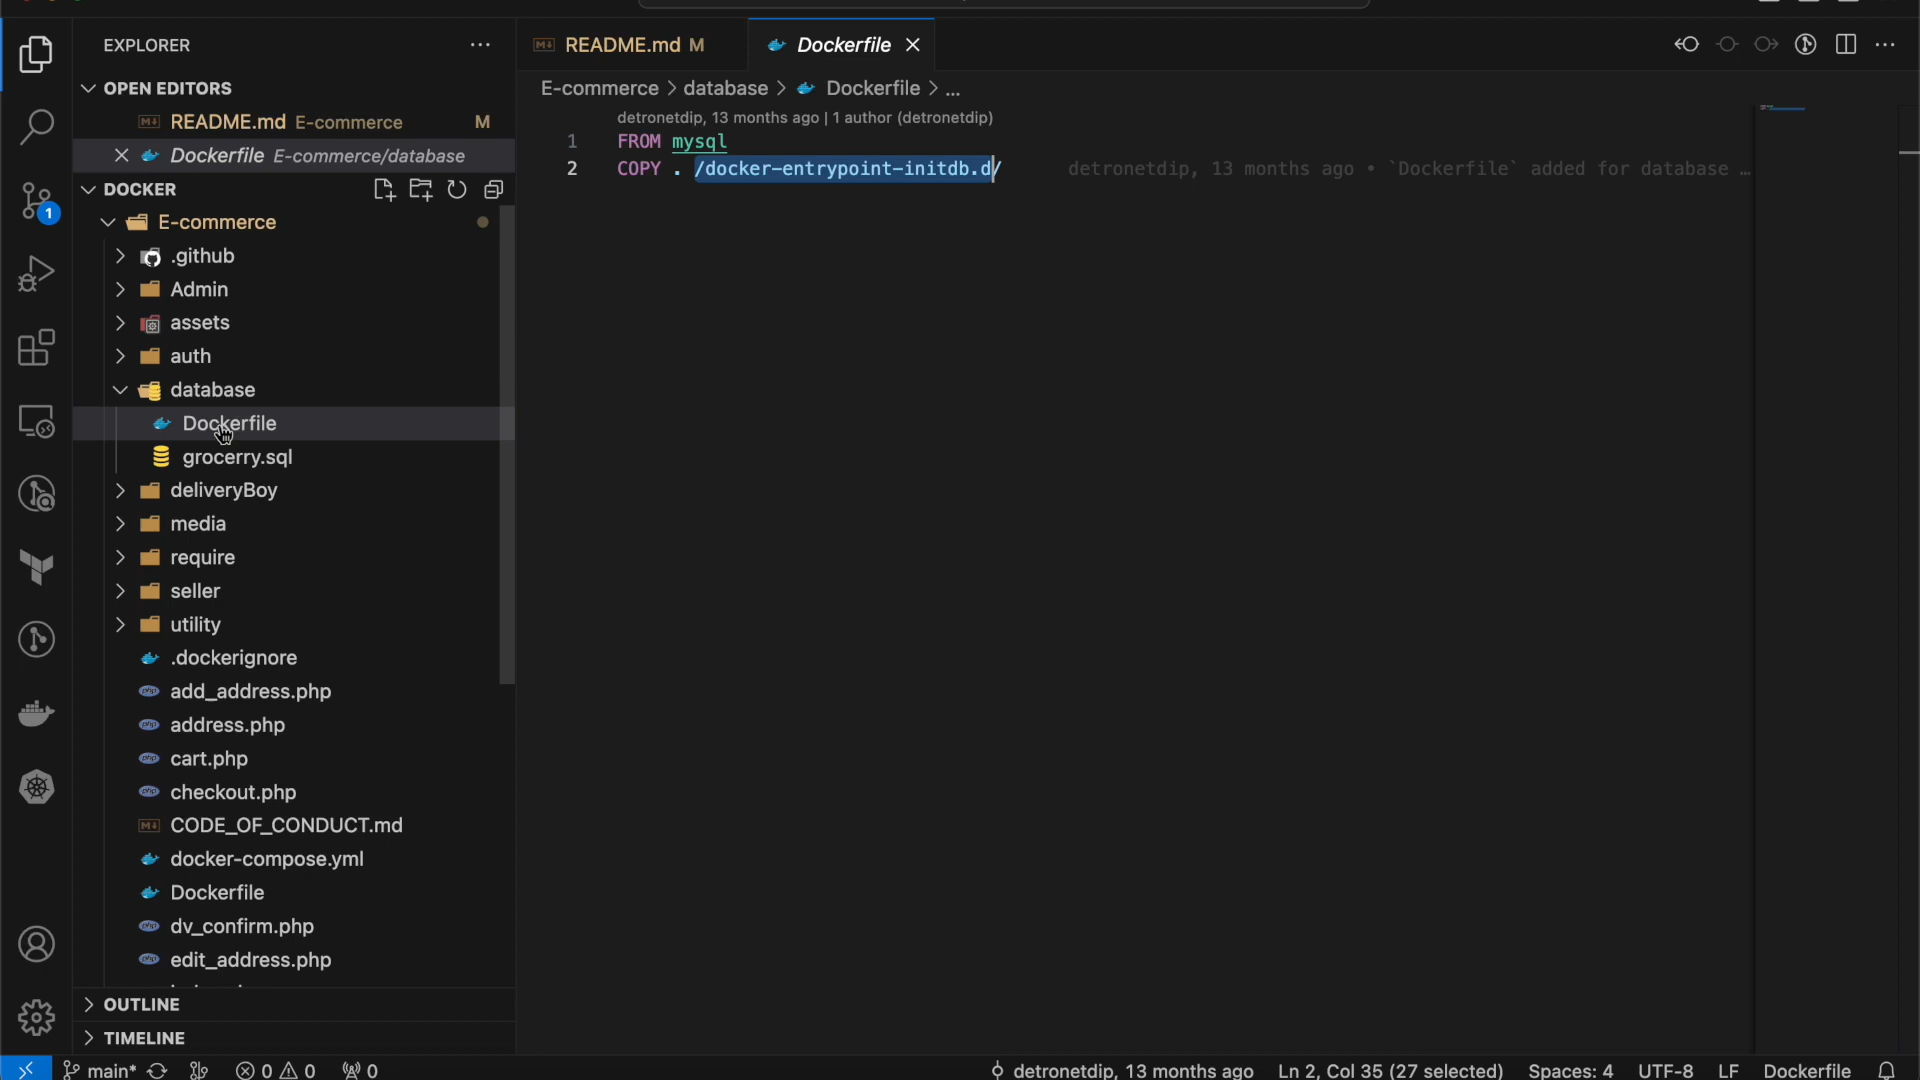 EXPLORER
OPEN EDITORS
README.md E-commerce M
Dockerfile E-commerce/database
DOCKER
E-commerce
.github
Admin
assets
auth
database
Dockerfile
grocerry.sql
deliveryBoy
media
require
seller
utility
.dockerignore
add_address.php
address.php
cart.php
checkout.php
CODE_OF_CONDUCT.md
docker-compose.yml
Dockerfile
dv_confirm.php
edit_address.php
OUTLINE
TIMELINE
1
README.md M
Dockerfile
E-commerce > database > Dockerfile > ...
detronetdip, 13 months ago | 1 author (detronetdip)
1 FROM mysql
2 COPY . /docker-entrypoint-initdb.d/ detronetdip, 13 months ago • `Dockerfile` added for database …
main* 0 0 0 detronetdip, 13 months ago Ln 2, Col 35 (27 selected) Spaces: 4 UTF-8 LF Dockerfile